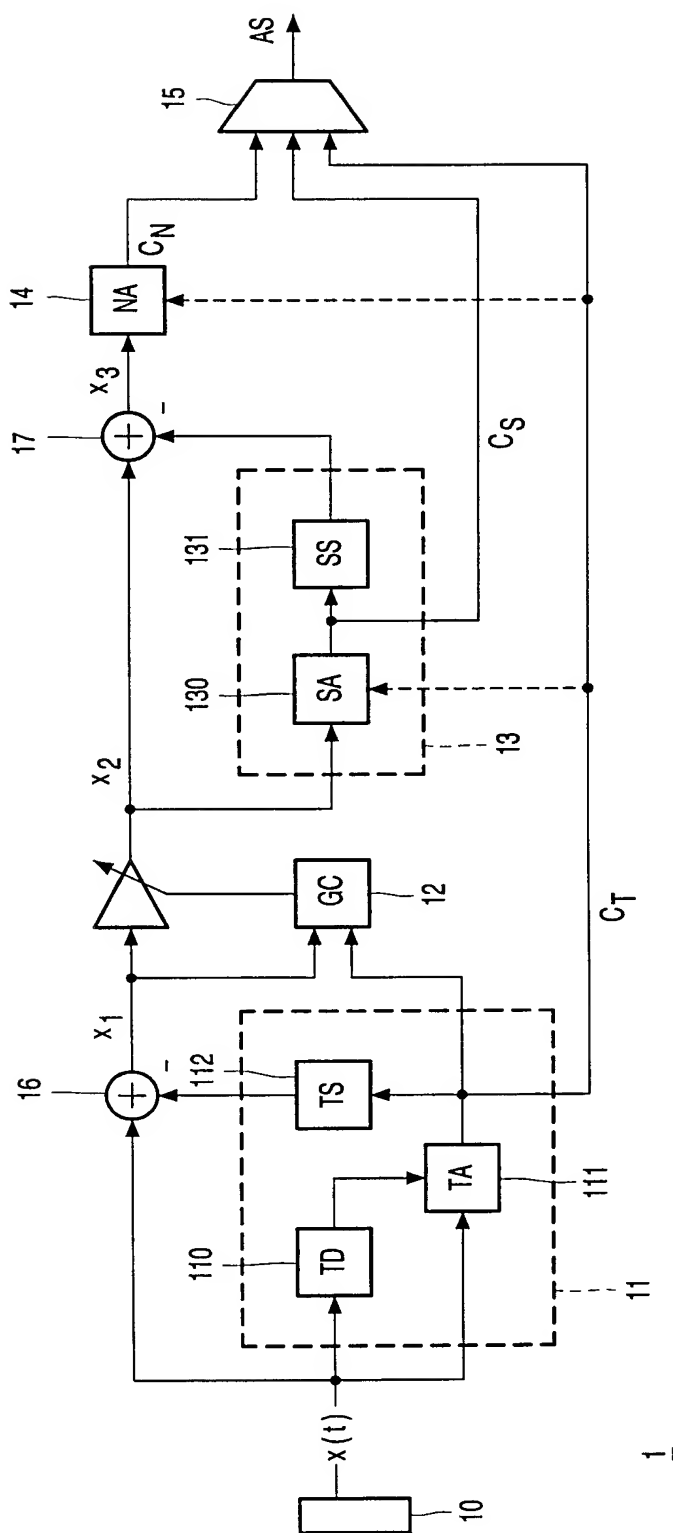 AS
15
C_N
14
NA
x_3
17
-
C_S
131
SS
130
SA
13
x_2
GC
12
C_T
x_1
16
-
112
TS
110
TD
TA
111
11
x(t)
10
1